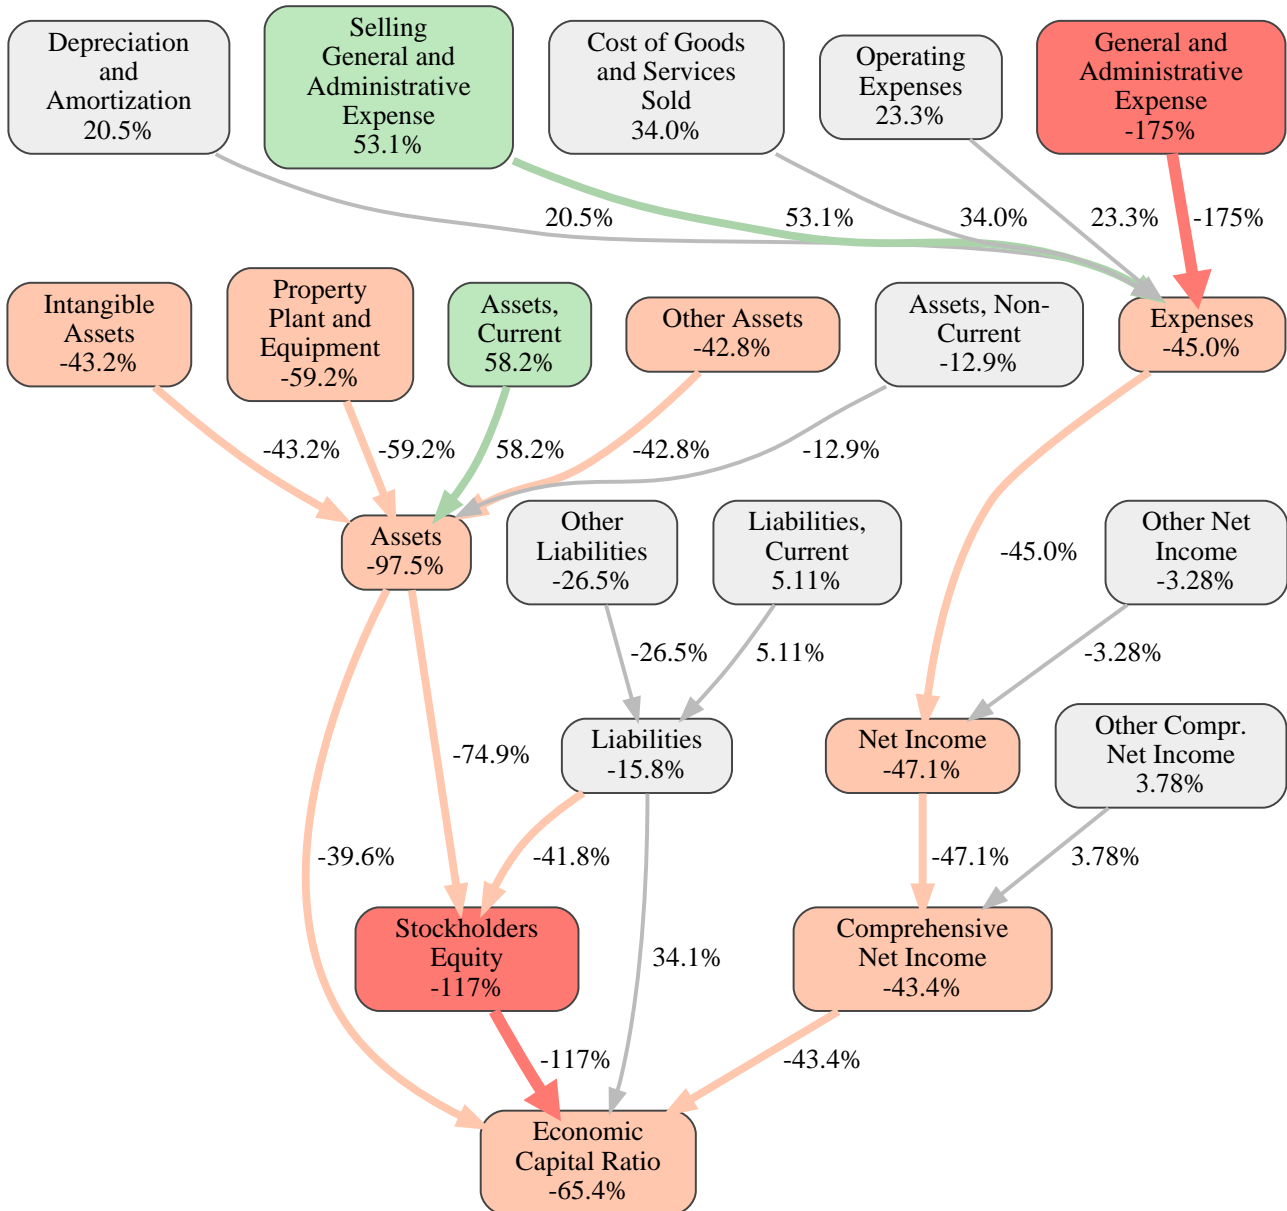 Depreciation
and
Amortization
20.5%
Selling
General and
Administrative
Expense
53.1%
Cost of Goods
and Services
Sold
34.0%
Operating
Expenses
23.3%
General and
Administrative
Expense
-175%
20.5%
53.1%
34.0%
23.3%
-175%
Intangible
Assets
-43.2%
Property
Plant and
Equipment
-59.2%
Assets,
Current
58.2%
Other Assets
-42.8%
Assets, Non-
Current
-12.9%
Expenses
-45.0%
-43.2%
-59.2%
58.2%
-42.8%
-12.9%
Assets
-97.5%
Other
Liabilities
-26.5%
Liabilities,
Current
5.11%
-45.0%
Other Net
Income
-3.28%
-26.5%
5.11%
-3.28%
-74.9%
Liabilities
-15.8%
Net Income
-47.1%
Other Compr.
Net Income
3.78%
-39.6%
-41.8%
-47.1%
3.78%
Stockholders
Equity
-117%
34.1%
Comprehensive
Net Income
-43.4%
-117%
-43.4%
Economic
Capital Ratio
-65.4%